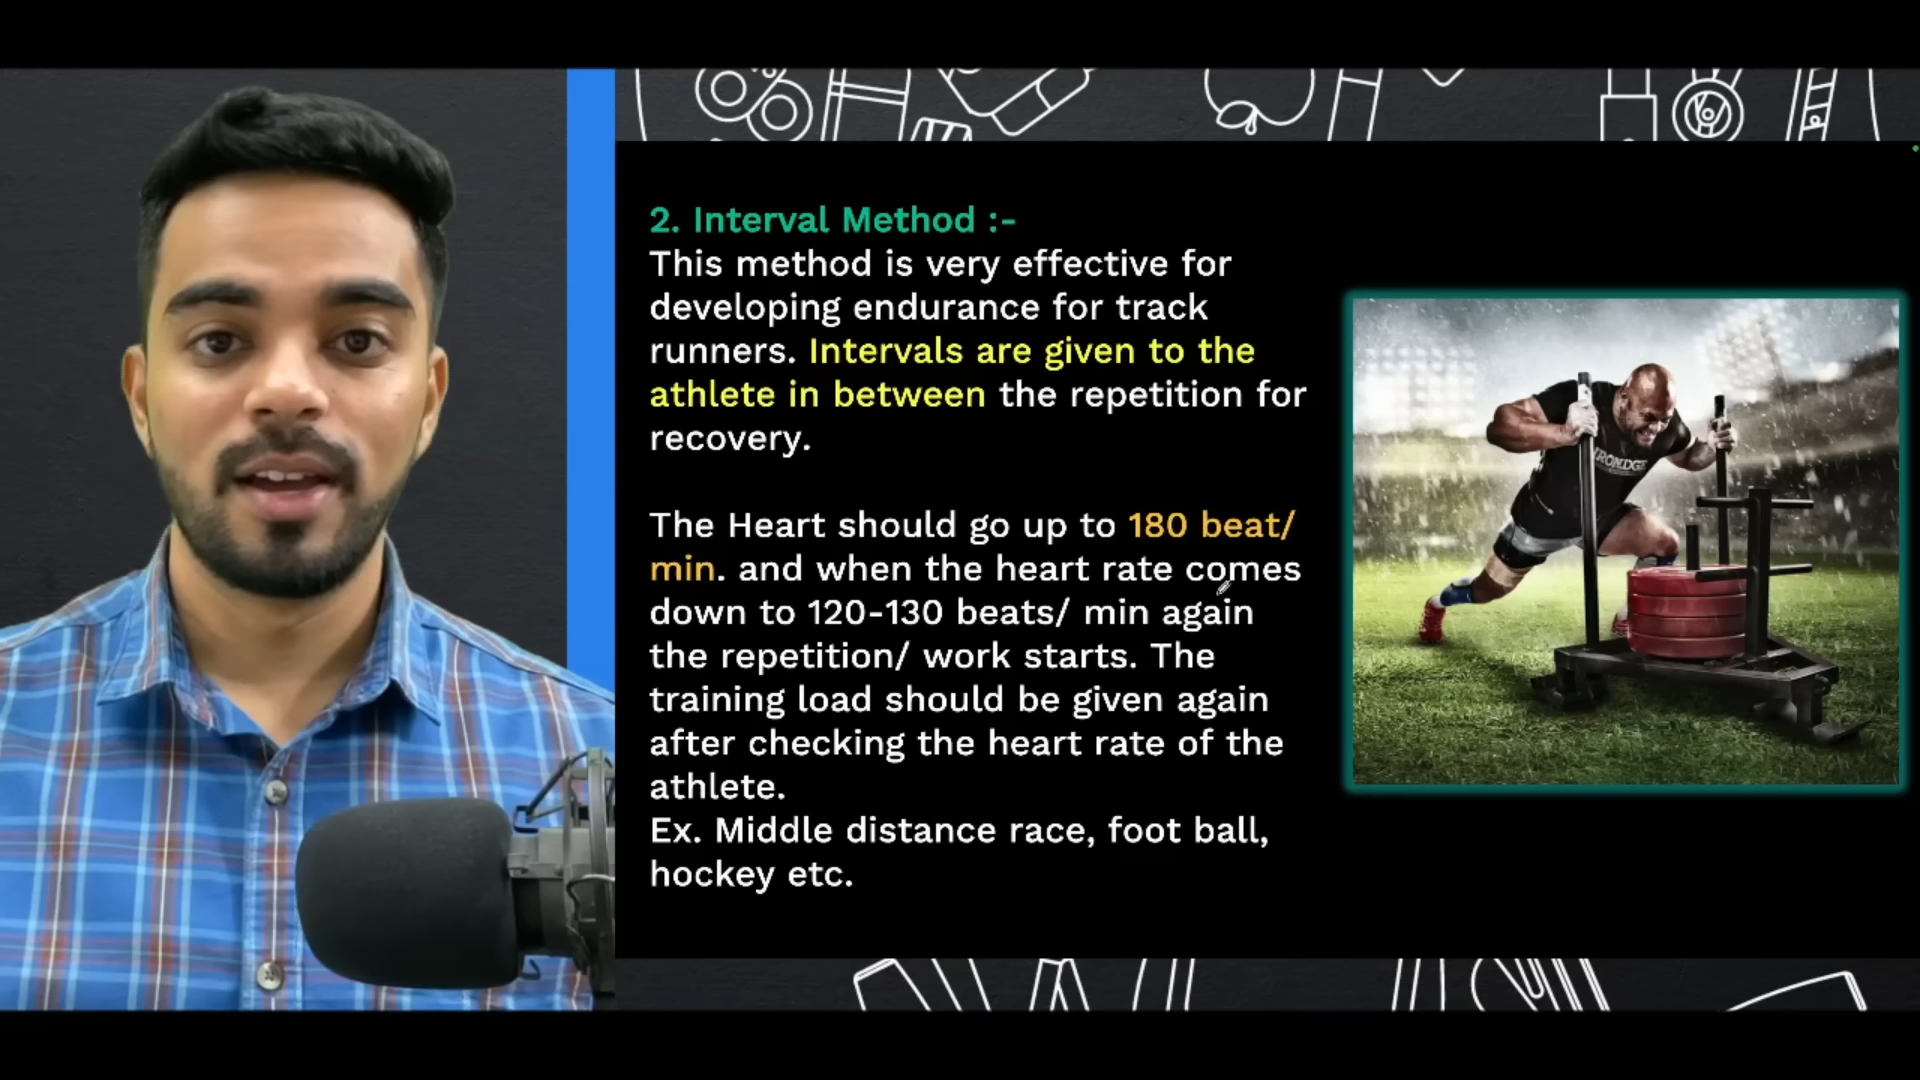 2. Interval Method :-
This method is very effective for
developing endurance for track
runners. Intervals are given to the
athlete in between the repetition for
recovery.
The Heart should go up to 180 beat/
min. and when the heart rate comes
down to 120-130 beats/ min again
the repetition/ work starts. The
training load should be given again
after checking the heart rate of the
athlete.
Ex. Middle distance race, foot ball,
hockey etc.
IRONEDGE